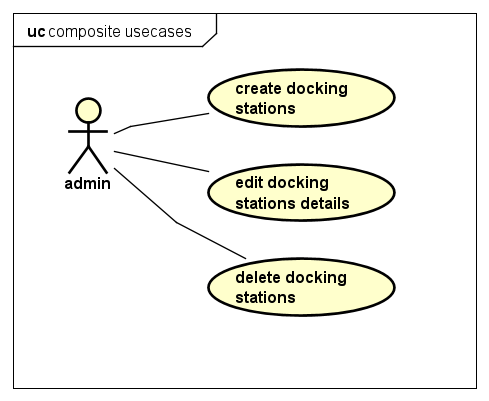 uc composite usecases
create docking
stations
admin
edit docking
stations details
delete docking
stations